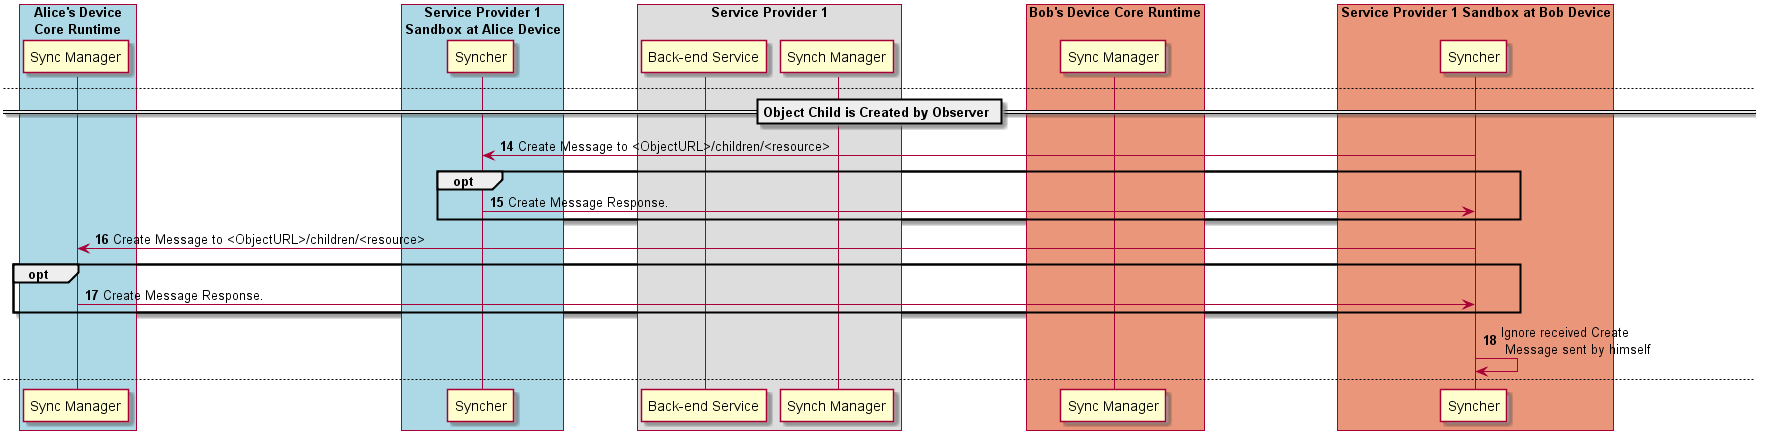 Alice's Device
Core Runtime
Service Provider 1
Sandbox at Alice Device
Service Provider 1
Bob's Device Core Runtime
Service Provider 1 Sandbox at Bob Device
Sync Manager
Syncher
Back-end Service
Synch Manager
Sync Manager
Syncher
Object Child is Created by Observer
14 Create Message to <ObjectURL>/children/<resource>
opt
15 Create Message Response.
16 Create Message to <ObjectURL>/children/<resource>
opt
17 Create Message Response.
18 Ignore received Create
Message sent by himself
Sync Manager
Syncher
Back-end Service
Synch Manager
Sync Manager
Syncher